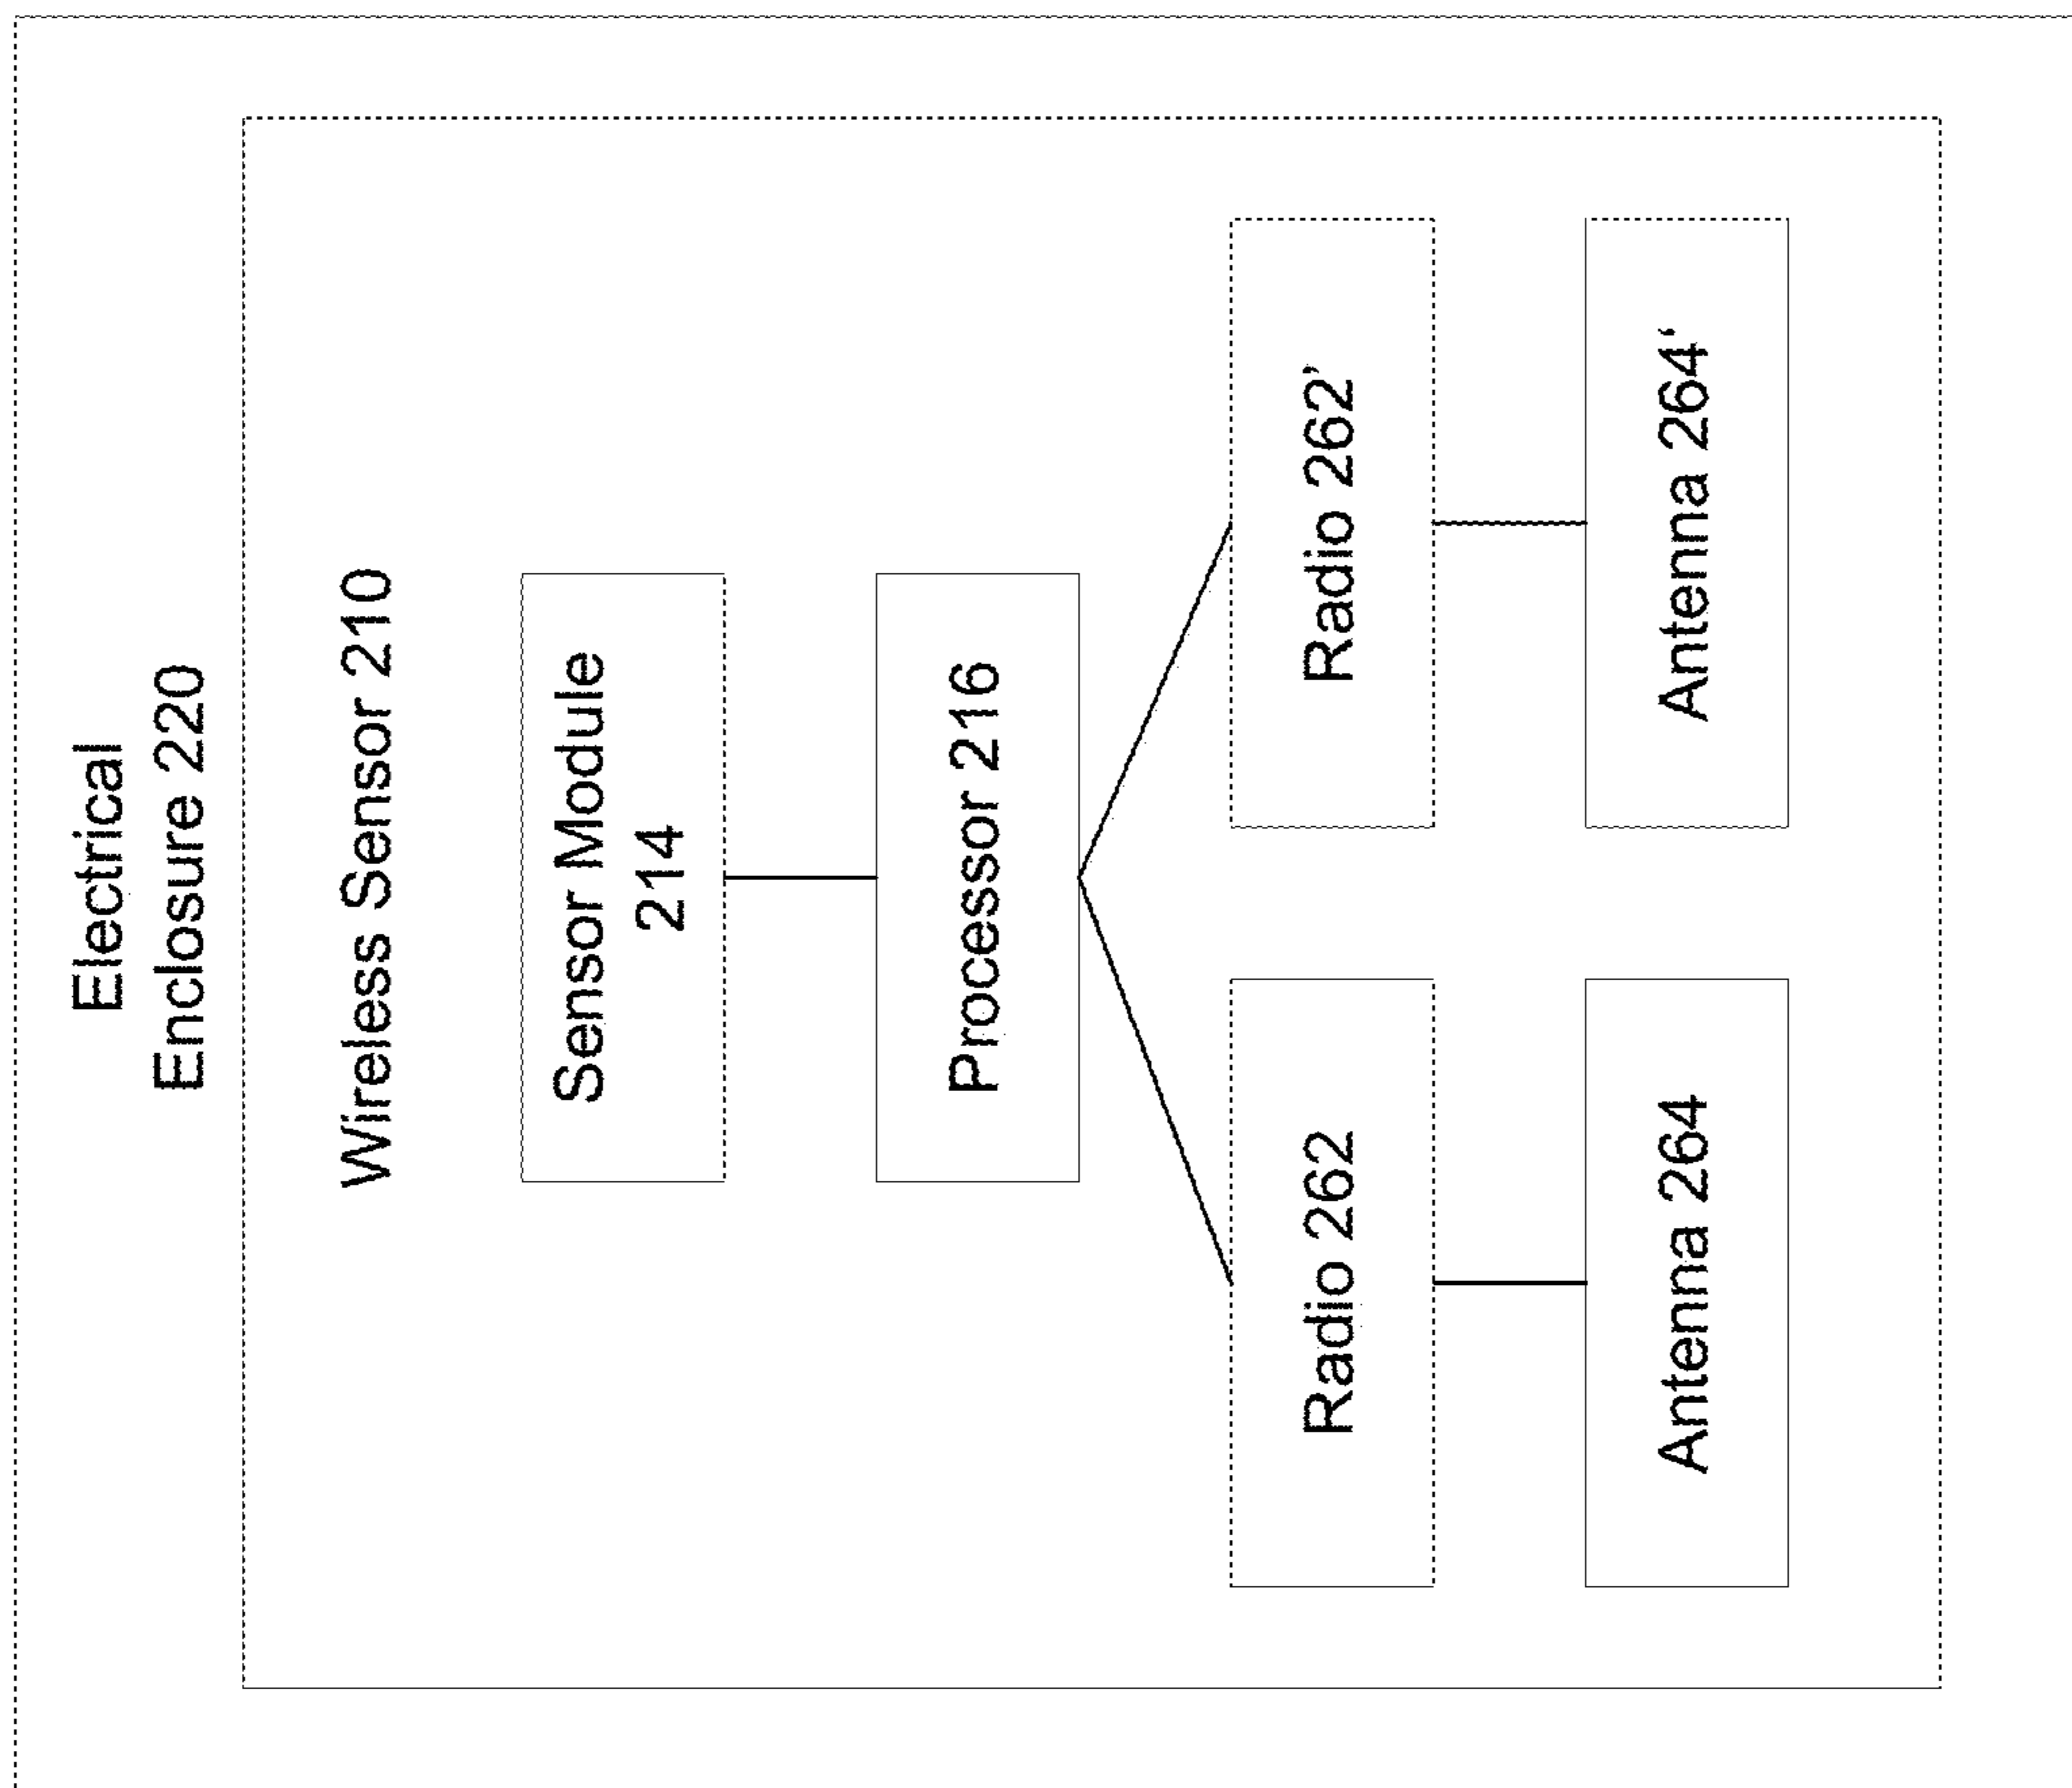 Electrical
Enclosure 220
Wireless Sensor 210
Sensor Module
214
Processor 216
Radio 262
Radio 262’
Antenna 264
Antenna 264‘